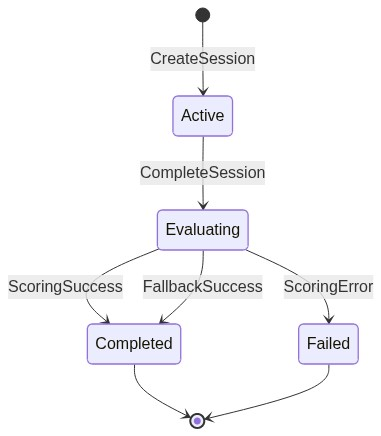 CreateSession
Active
CompleteSession
Evaluating
ScoringSuccess
FallbackSuccess
ScoringError
Completed
Failed